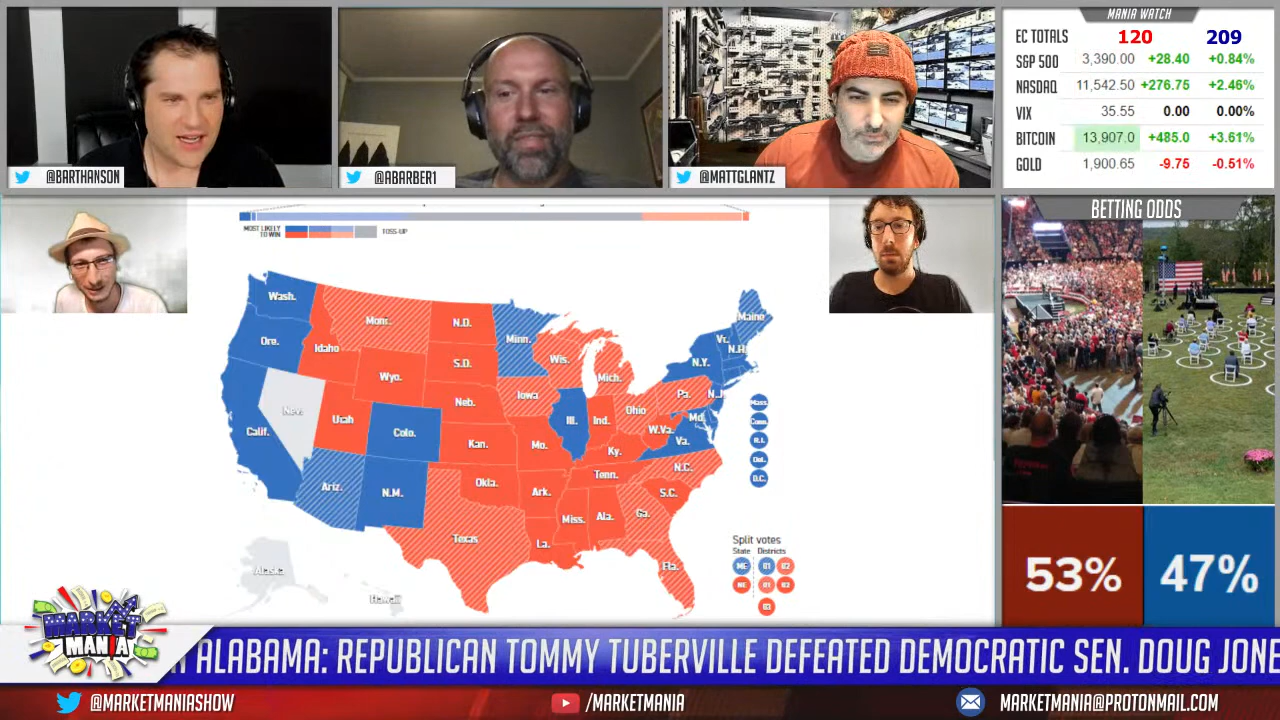 @BARTHANSON
@ABARBER1
@MATTGLANTZ
MANIA WATCH
EC TOTALS 120 209
S&P 500 3,390.00 +28.40 +0.84%
NASDAQ 11,542.50 +276.75 +2.46%
VIX 35.55 0.00 0.00%
BITCOIN 13,907.0 +485.0 +3.61%
GOLD 1,900.65 -9.75 -0.51%
BETTING ODDS
53% 47%
MOST LIKELY
TO WIN
TOSS-UP
Wash.
Ore.
Calif.
Nev.
Idaho
Mont.
Wyo.
Utah
Colo.
Ariz.
N.M.
N.D.
S.D.
Neb.
Kan.
Okla.
Texas
Minn.
Iowa
Mo.
Ark.
La.
Wis.
Ill.
Mich.
Ind.
Ohio
Ky.
Tenn.
Miss.
Ala.
Ga.
Fla.
S.C.
N.C.
W.Va.
Va.
Md.
Pa.
N.J.
N.Y.
Vt.
N.H.
Maine
Mass.
Conn.
R.I.
Del.
D.C.
Alaska
Hawaii
Split votes
State Districts
ME 01 02
NE 01 02
03
MARKET
MANIA
ALABAMA: REPUBLICAN TOMMY TUBERVILLE DEFEATED DEMOCRATIC SEN. DOUG JONE
@MARKETMANIASHOW
/MARKETMANIA
MARKETMANIA@PROTONMAIL.COM